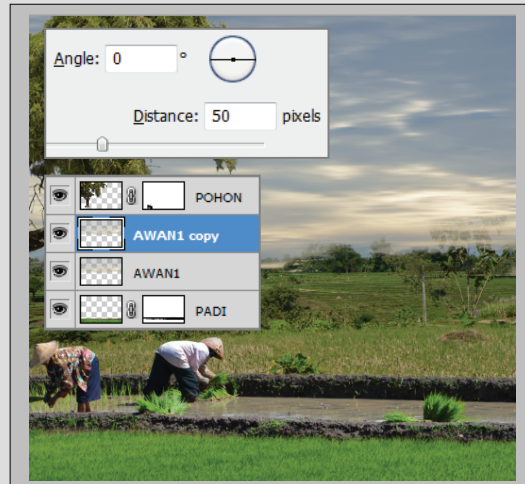 Angle: 0 °
Distance: 50 pixels
POHON
AWAN1 copy
AWAN1
PADI